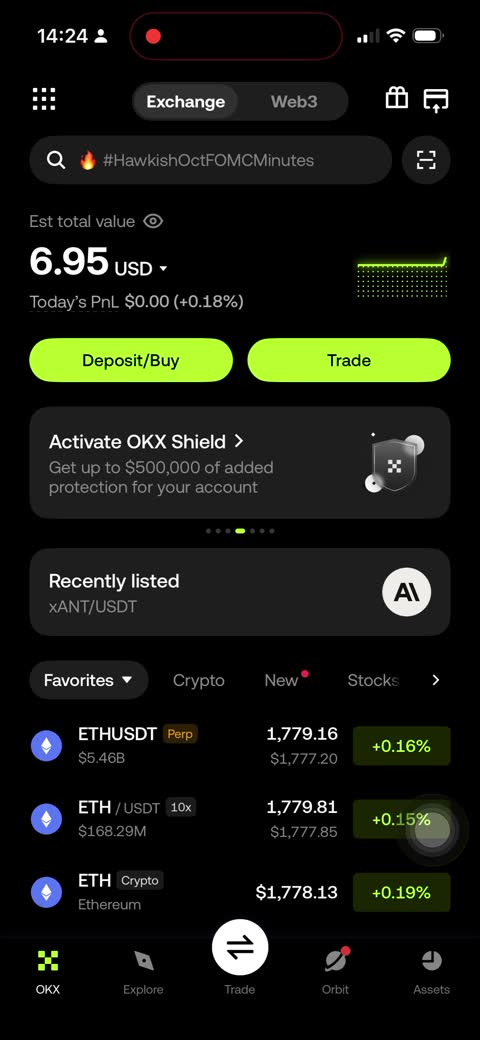 14:24
Exchange
Web3
🔥 #HawkishOctFOMCMinutes
Est total value
6.95 USD
Today's PnL $0.00 (+0.18%)
Deposit/Buy
Trade
Activate OKX Shield
Get up to $500,000 of added
protection for your account
Recently listed
xANT/USDT
A\
Favorites
Crypto
New
Stocks
ETHUSDT Perp
1,779.16
+0.16%
$5.46B
$1,777.20
ETH / USDT 10x
1,779.81
+0.15%
$168.29M
$1,777.85
ETH Crypto
$1,778.13
+0.19%
Ethereum
OKX
Explore
Trade
Orbit
Assets